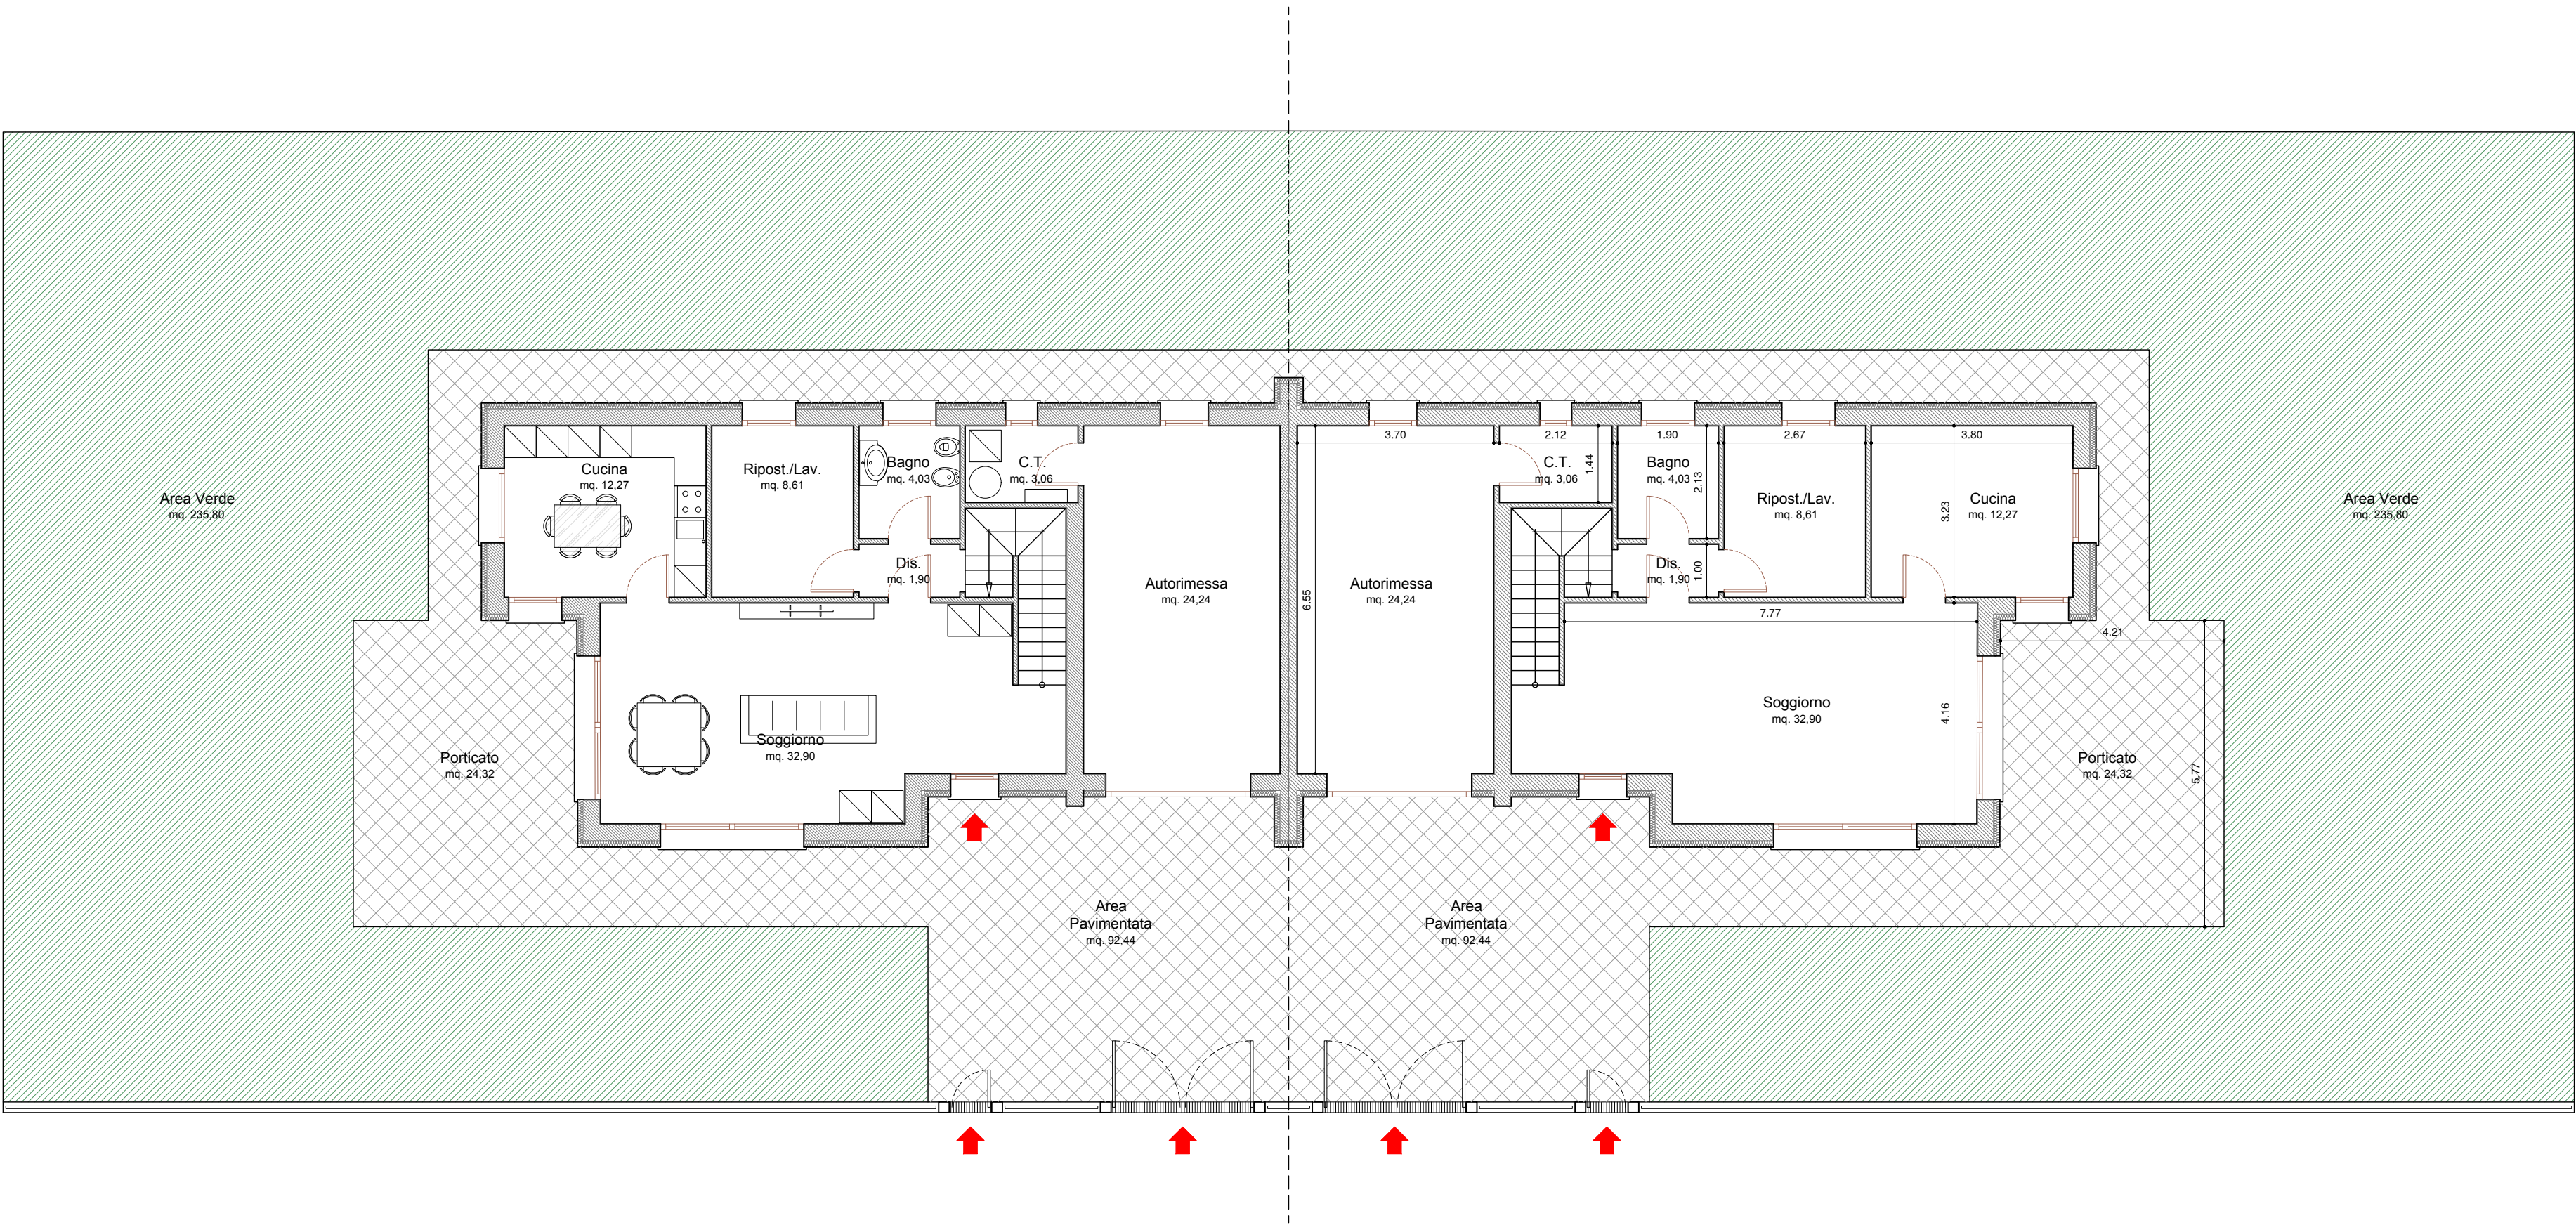 Cucina
mq. 12,27
Ripost./Lav.
mq. 8,61
Bagno
mq. 4,03
C.T.
mq. 3,06
Area Verde
mq. 235,80
Dis.
mq. 1,90
Autorimessa
mq. 24,24
Soggiorno
mq. 32,90
Porticato
mq. 24,32
Area
Pavimentata
mq. 92,44
3.70
2.12
1.90
2.67
3.80
C.T.
mq. 3,06
1.44
Bagno
mq. 4,03
2.13
Ripost./Lav.
mq. 8,61
Cucina
mq. 12,27
3.23
Area Verde
mq. 235,80
Autorimessa
mq. 24,24
6.55
Dis.
mq. 1,90
1.00
7.77
4.21
Soggiorno
mq. 32,90
4.16
Porticato
mq. 24,32
5.77
Area
Pavimentata
mq. 92,44